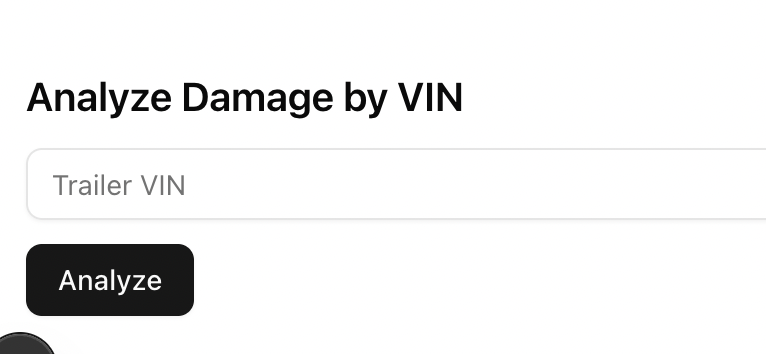 Analyze Damage by VIN
Trailer VIN
Analyze